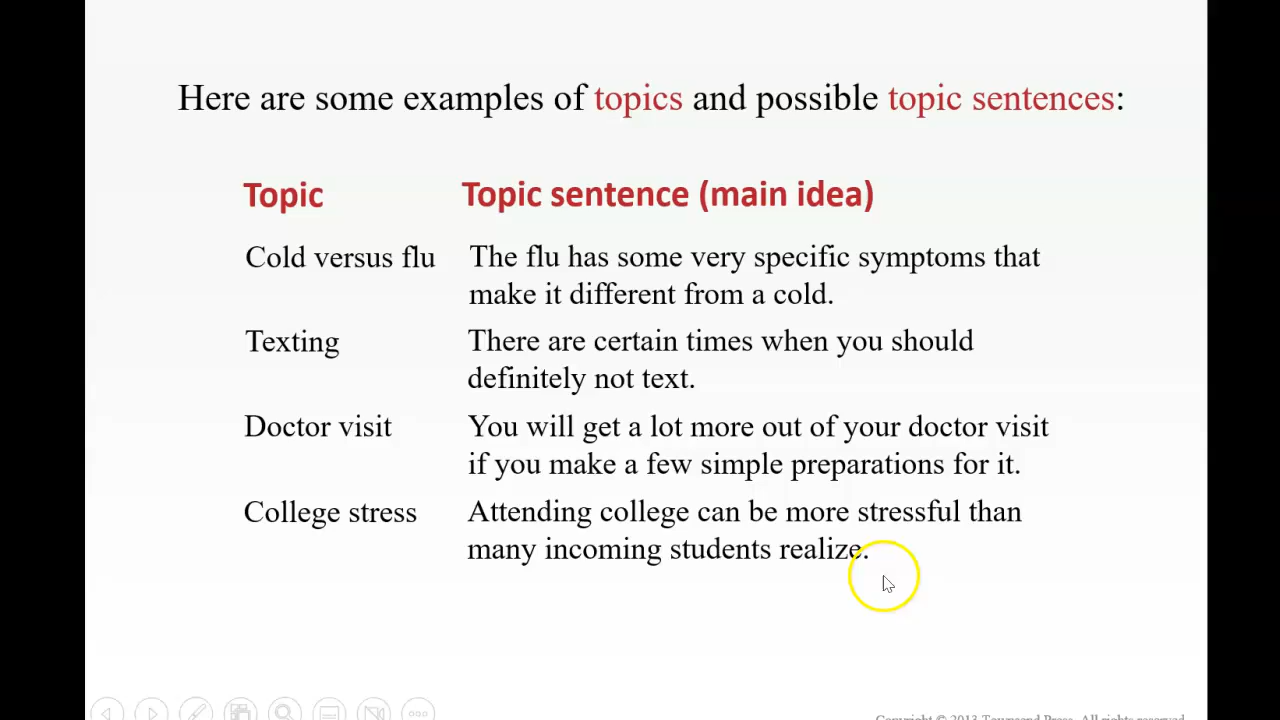 Here are some examples of topics and possible topic sentences:
Topic Topic sentence (main idea)
Cold versus flu The flu has some very specific symptoms that
make it different from a cold.
Texting There are certain times when you should
definitely not text.
Doctor visit You will get a lot more out of your doctor visit
if you make a few simple preparations for it.
College stress Attending college can be more stressful than
many incoming students realize.
Copyright © 2013 Townsend Press. All rights reserved.